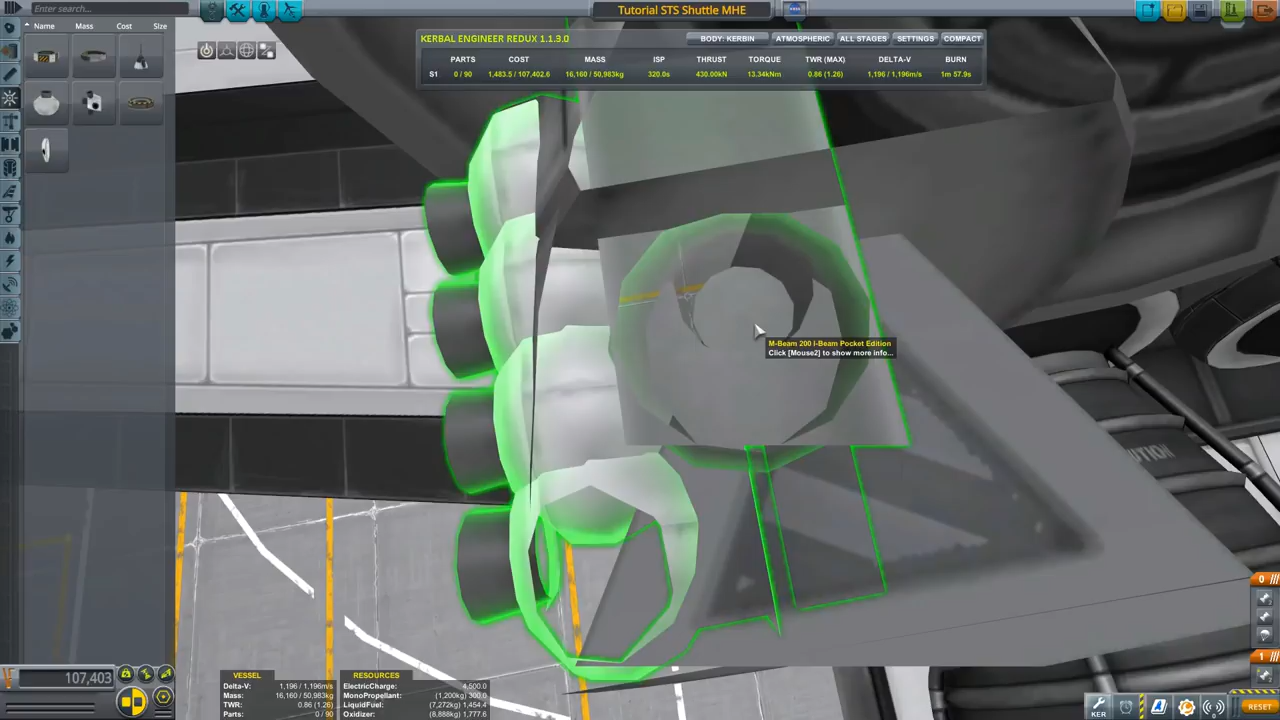 Tutorial STS Shuttle MHE
Enter search...
Name Mass Cost Size
KERBAL ENGINEER REDUX 1.1.3.0 BODY: KERBIN ATMOSPHERIC ALL STAGES SETTINGS COMPACT
PARTS COST MASS ISP THRUST TORQUE TWR (MAX) DELTA-V BURN
S1 0 / 90 1,483.5 / 107,402.6 16,160 / 50,983kg 320.0s 430.00kN 13.34kNm 0.86 (1.26) 1,196 / 1,196m/s 1m 57.9s
M-Beam 200 I-Beam Pocket Edition
Click [Mouse2] to show more info...
0
1
107,403
VESSEL
Delta-V: 1,196 / 1,196m/s
Mass: 16,160 / 50,983kg
TWR: 0.86 (1.26)
Parts: 0 / 90
RESOURCES
ElectricCharge: 4,500.0
MonoPropellant: (1,200kg) 300.0
LiquidFuel: (7,272kg) 1,454.4
Oxidizer: (8,888kg) 1,777.6
KER
RESET